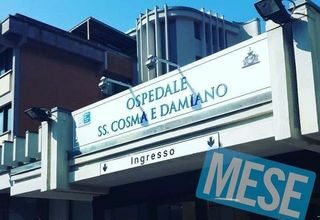 OSPEDALE
SS. COSMA E DAMIANO
Ingresso
MESE